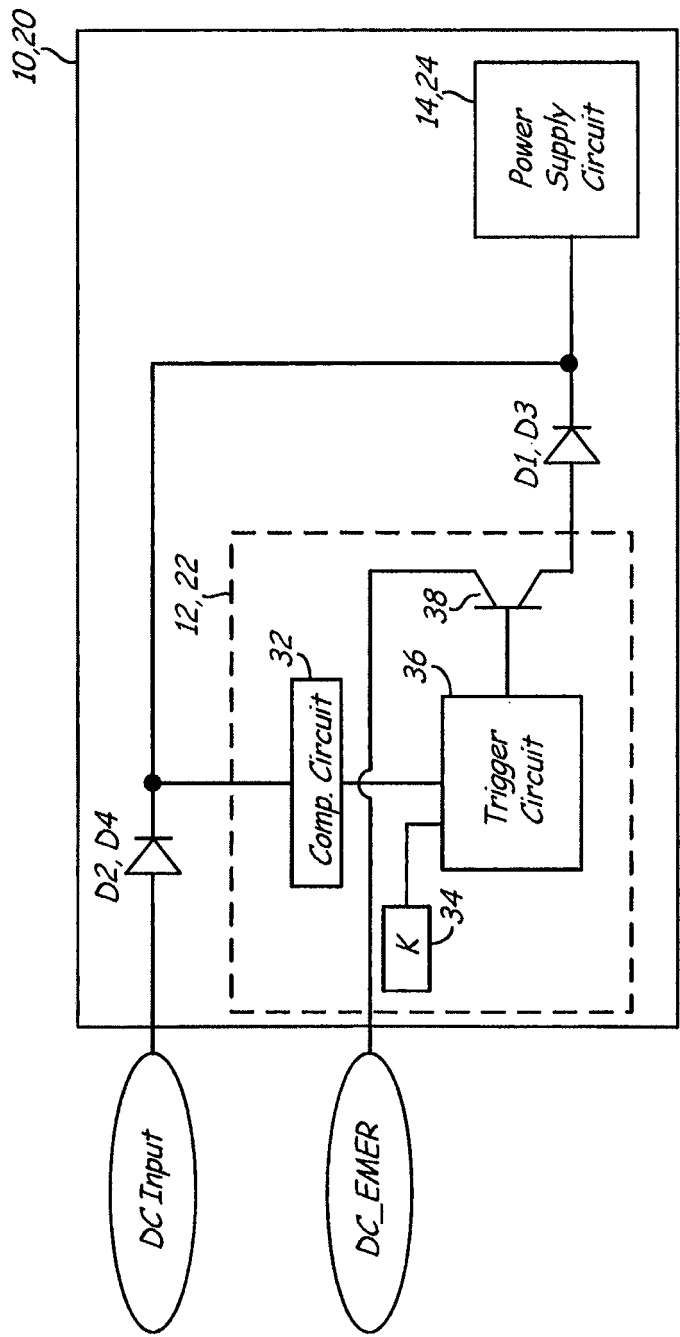 10,20
14,24
Power
Supply
Circuit
D1, D3
12, 22
38
32
Comp. Circuit
36
Trigger
Circuit
D2, D4
K
34
DC Input
DC_EMER